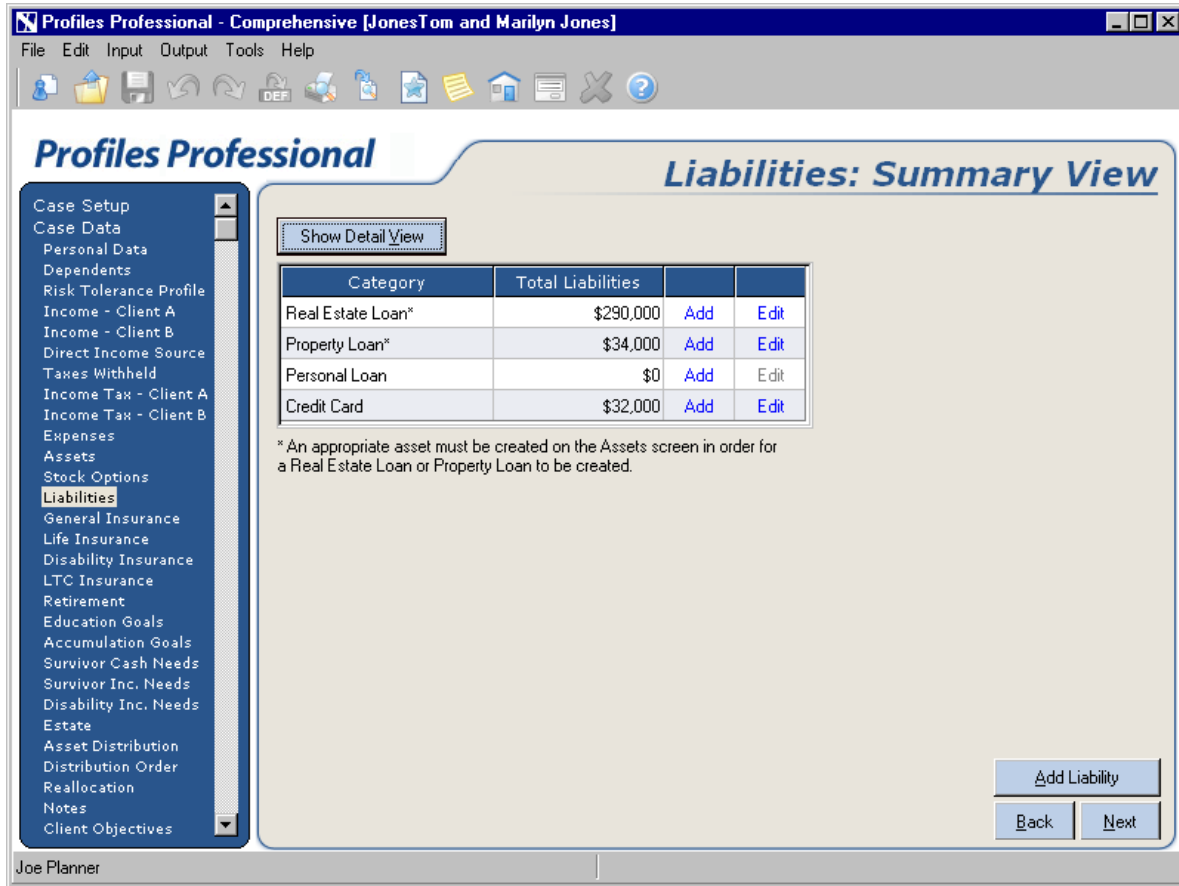 Profiles Professional - Comprehensive [JonesTom and Marilyn Jones]
File Edit Input Output Tools Help
DEF
Profiles Professional
Liabilities: Summary View
Case Setup
Case Data
Personal Data
Dependents
Risk Tolerance Profile
Income - Client A
Income - Client B
Direct Income Source
Taxes Withheld
Income Tax - Client A
Income Tax - Client B
Expenses
Assets
Stock Options
Liabilities
General Insurance
Life Insurance
Disability Insurance
LTC Insurance
Retirement
Education Goals
Accumulation Goals
Survivor Cash Needs
Survivor Inc. Needs
Disability Inc. Needs
Estate
Asset Distribution
Distribution Order
Reallocation
Notes
Client Objectives
Show Detail View
Category Total Liabilities
Real Estate Loan* $290,000 Add Edit
Property Loan* $34,000 Add Edit
Personal Loan $0 Add Edit
Credit Card $32,000 Add Edit
* An appropriate asset must be created on the Assets screen in order for
a Real Estate Loan or Property Loan to be created.
Add Liability
Back Next
Joe Planner